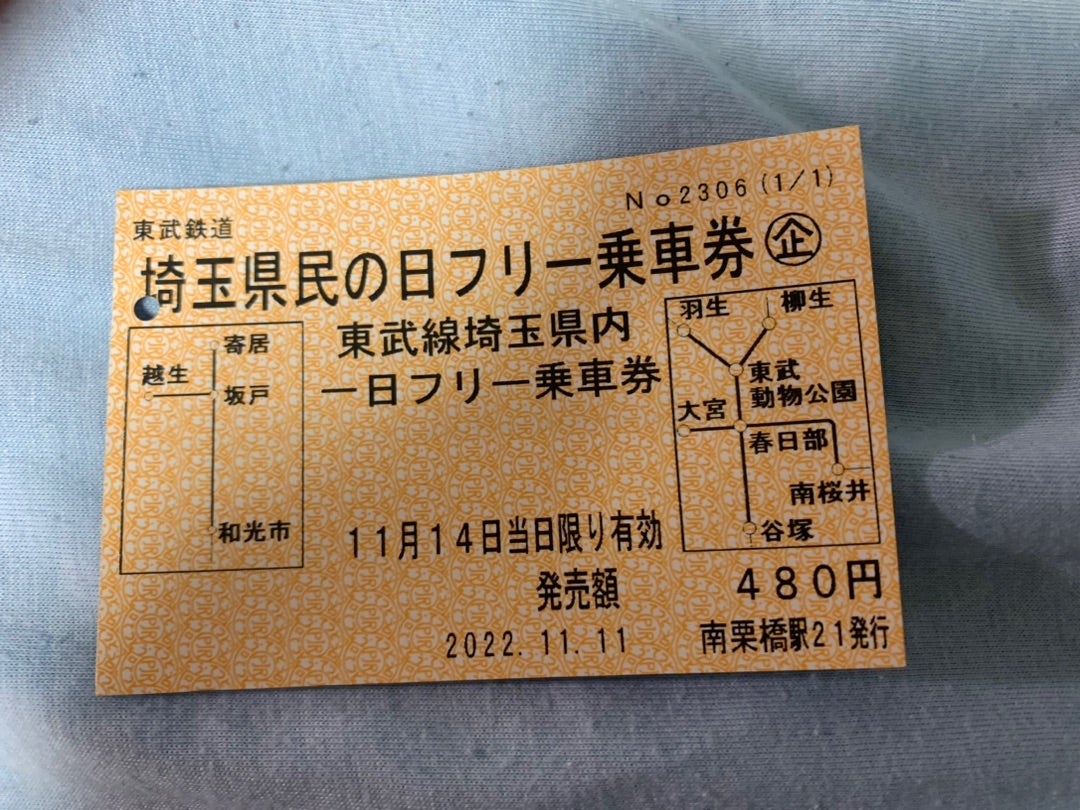 No2306(1/1)
東武鉄道
埼玉県民の日フリー乗車券 ㊭
東武線埼玉県内
一日フリー乗車券
寄居
越生
坂戸
和光市
羽生
柳生
東武
動物公園
大宮
春日部
南桜井
谷塚
11月14日当日限り有効
発売額 480円
2022.11.11 南栗橋駅21発行